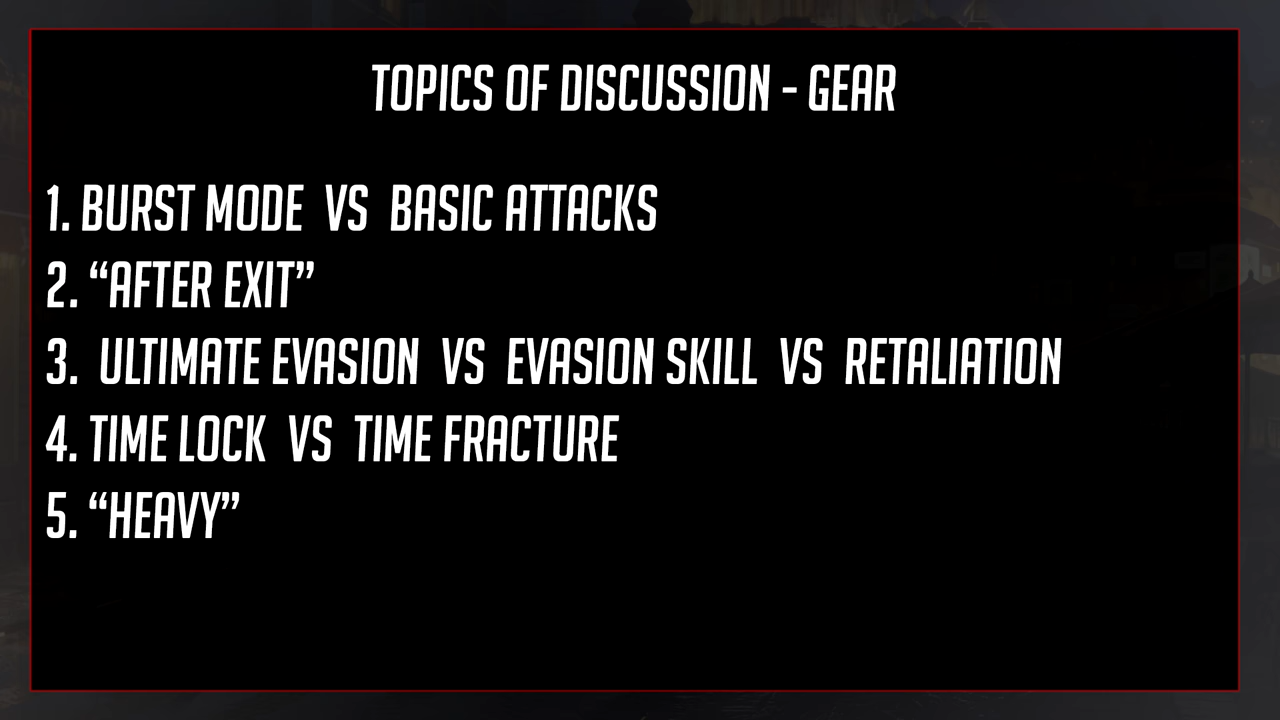 TOPICS OF DISCUSSION - GEAR
1. BURST MODE VS BASIC ATTACKS
2. “AFTER EXIT”
3. ULTIMATE EVASION VS EVASION SKILL VS RETALIATION
4. TIME LOCK VS TIME FRACTURE
5. “HEAVY”